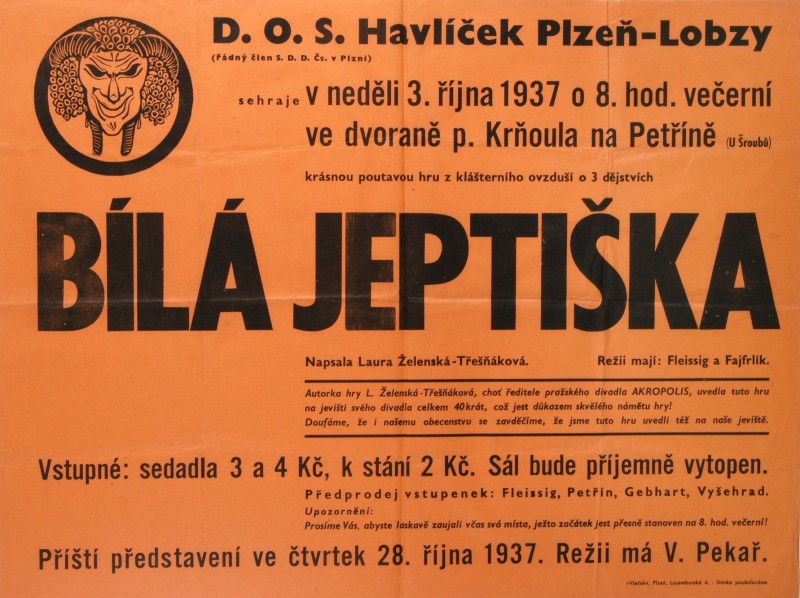 D. O. S. Havlíček Plzeň-Lobzy
(řádný člen S. D. D. Čs. v Plzni)
sehraje v neděli 3. října 1937 o 8. hod. večerní
ve dvoraně p. Krňoula na Petříně (U Šroubů)
krásnou poutavou hru z klášterního ovzduší o 3 dějstvích
BÍLÁ JEPTIŠKA
Napsala Laura Želenská-Třešňáková. Režii mají: Fleissig a Fajfrlík.
Autorka hry L. Želenská-Třešňáková, choť ředitele pražského divadla AKROPOLIS, uvedla tuto hru
na jevišti svého divadla celkem 40krát, což jest důkazem skvělého námětu hry!
Doufáme, že i našemu obecenstvu se zavděčíme, že jsme tuto hru uvedli též na naše jeviště.
Vstupné: sedadla 3 a 4 Kč, k stání 2 Kč. Sál bude příjemně vytopen.
Předprodej vstupenek: Fleissig, Petřín, Gebhart, Vyšehrad.
Upozornění:
Prosíme Vás, abyste laskavě zaujali včas svá místa, ježto začátek jest přesně stanoven na 8. hod. večerní!
Příští představení ve čtvrtek 28. října 1937. Režii má V. Pekař.
»Vlaňsk«, Plzeň, Lucemburská 4. - Dávka paušalována.